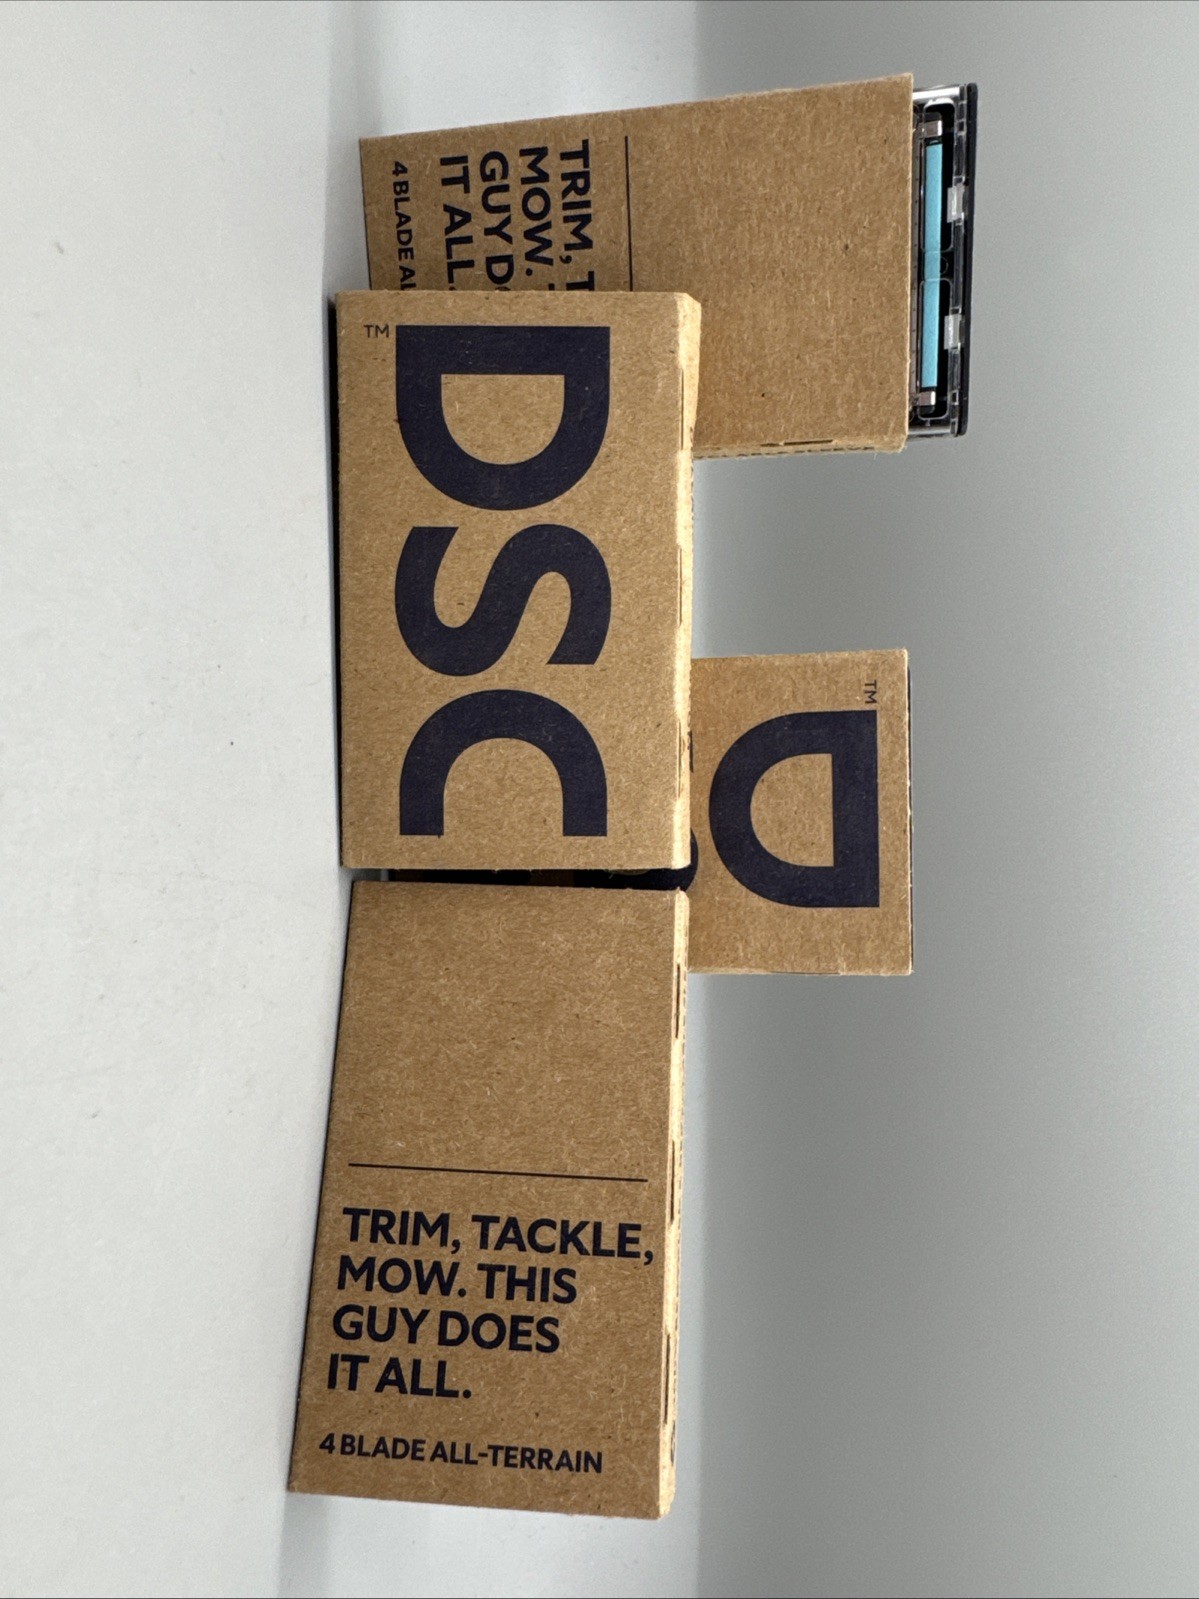 TRIM, T
MOW.
GUY D
IT ALL.
4 BLADE AL
DSC
TM
TM
D
TRIM, TACKLE,
MOW. THIS
GUY DOES
IT ALL.
4 BLADE ALL-TERRAIN